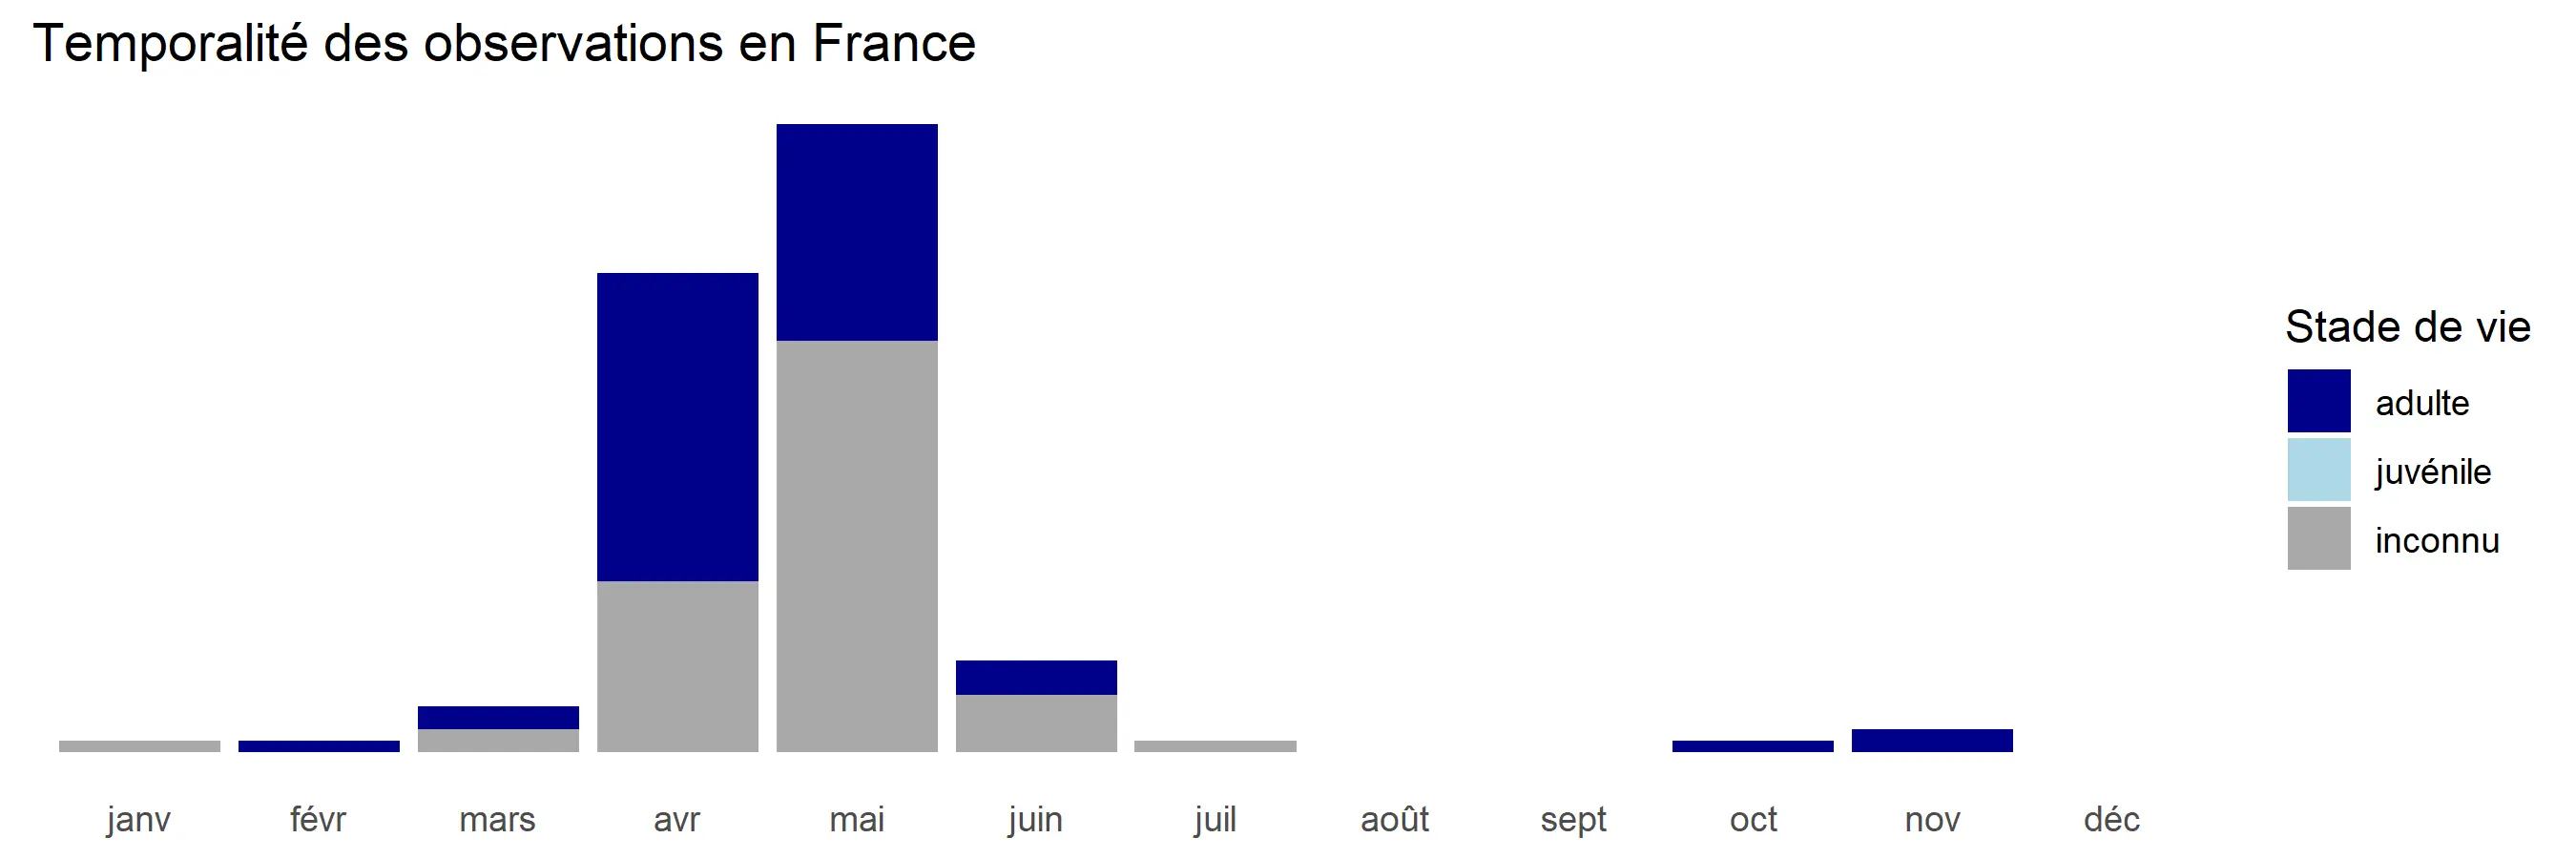 Temporalité des observations en France
Stade de vie
adulte
juvénile
inconnu
janv févr mars avr mai juin juil août sept oct nov déc